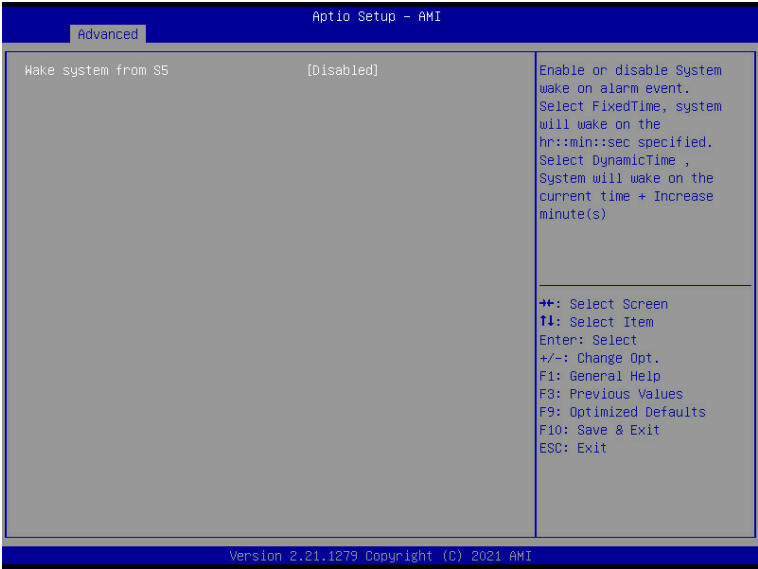 Aptio Setup – AMI
Advanced
Wake system from S5 [Disabled]
Enable or disable System
wake on alarm event.
Select FixedTime, system
will wake on the
hr::min::sec specified.
Select DynamicTime ,
System will wake on the
current time + Increase
minute(s)
→←: Select Screen
↑↓: Select Item
Enter: Select
+/-: Change Opt.
F1: General Help
F3: Previous Values
F9: Optimized Defaults
F10: Save & Exit
ESC: Exit
Version 2.21.1279 Copyright (C) 2021 AMI